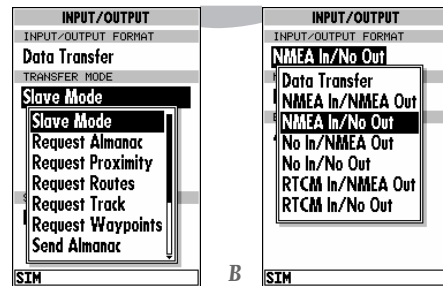 INPUT/OUTPUT
INPUT/OUTPUT FORMAT
Data Transfer
TRANSFER MODE
Slave Mode
Slave Mode
Request Almanac
Request Proximity
Request Routes
Request Track
Request Waypoints
Send Almanac
SIM
B
INPUT/OUTPUT
INPUT/OUTPUT FORMAT
NMEA In/No Out
Data Transfer
NMEA In/NMEA Out
NMEA In/No Out
No In/NMEA Out
No In/No Out
RTCM In/NMEA Out
RTCM In/No Out
SIM